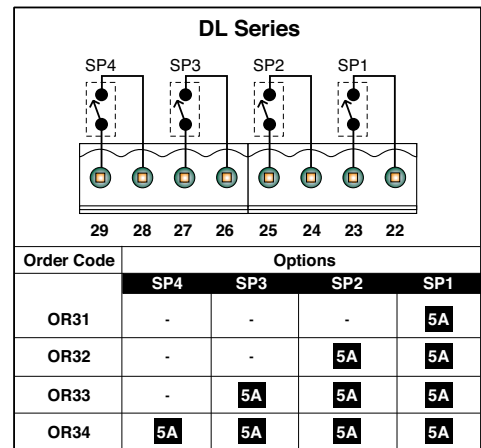 DL Series
SP4 SP3 SP2 SP1
29 28 27 26 25 24 23 22
Order Code Options
SP4 SP3 SP2 SP1
OR31 - - - 5A
OR32 - - 5A 5A
OR33 - 5A 5A 5A
OR34 5A 5A 5A 5A